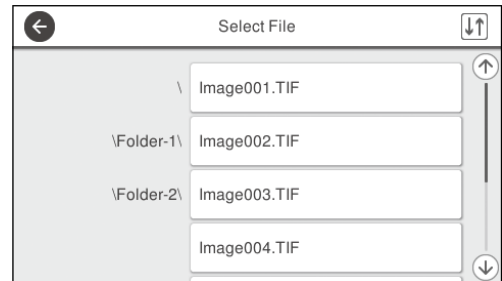 Select File
\ Image001.TIF
\Folder-1\ Image002.TIF
\Folder-2\ Image003.TIF
Image004.TIF